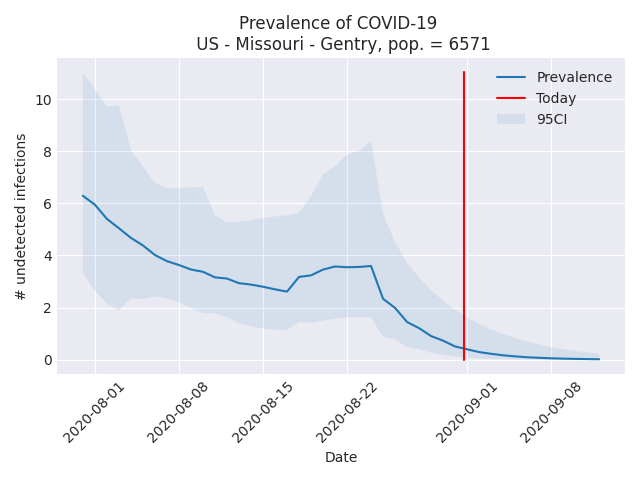 Prevalence of COVID-19
US - Missouri - Gentry, pop. = 6571
Prevalence
Today
95CI
# undetected infections
10
8
6
4
2
0
2020-08-01
2020-08-08
2020-08-15
2020-08-22
2020-09-01
2020-09-08
Date